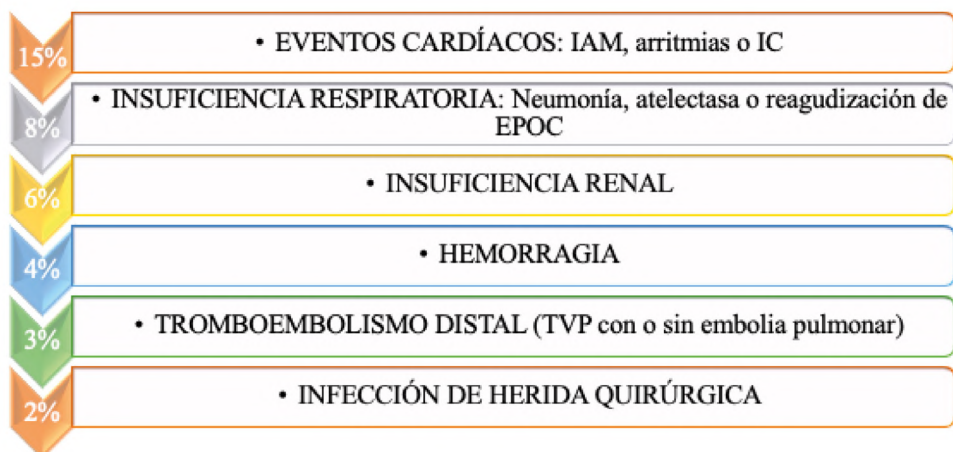 15%
• EVENTOS CARDÍACOS: IAM, arritmias o IC
8%
• INSUFICIENCIA RESPIRATORIA: Neumonía, atelectasa o reagudización de
EPOC
6%
• INSUFICIENCIA RENAL
4%
• HEMORRAGIA
3%
• TROMBOEMBOLISMO DISTAL (TVP con o sin embolia pulmonar)
2%
• INFECCIÓN DE HERIDA QUIRÚRGICA